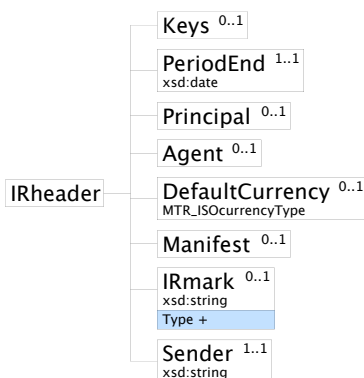 Keys 0..1
PeriodEnd 1..1
xsd:date
Principal 0..1
Agent 0..1
IRheader
DefaultCurrency 0..1
MTR_ISOcurrencyType
Manifest 0..1
IRmark 0..1
xsd:string
Type +
Sender 1..1
xsd:string